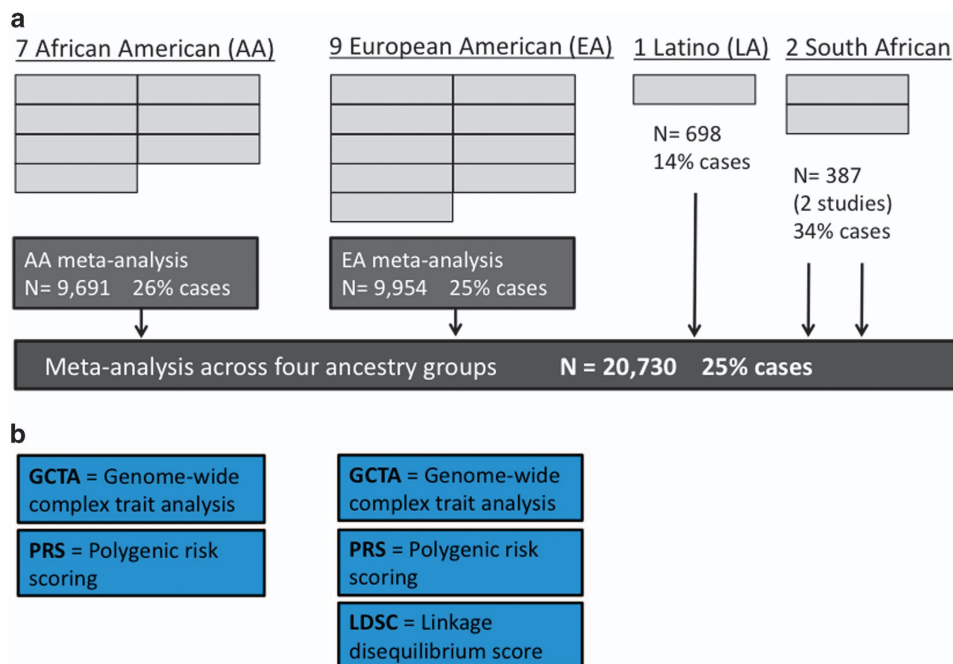 a
7 African American (AA)
9 European American (EA)
1 Latino (LA)
2 South African
N= 698
14% cases
N= 387
(2 studies)
34% cases
AA meta-analysis
N= 9,691 26% cases
EA meta-analysis
N= 9,954 25% cases
Meta-analysis across four ancestry groups N = 20,730 25% cases
b
GCTA = Genome-wide
complex trait analysis
PRS = Polygenic risk
scoring
GCTA = Genome-wide
complex trait analysis
PRS = Polygenic risk
scoring
LDSC = Linkage
disequilibrium score